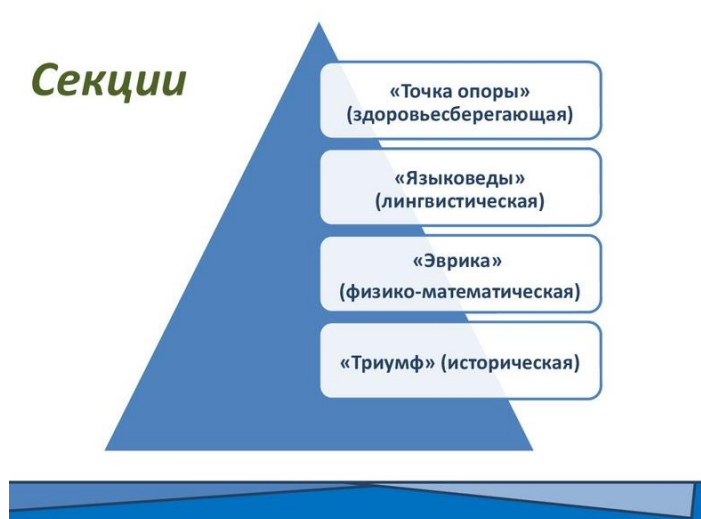 Секции
«Точка опоры»
(здоровьесберегающая)
«Языковеды»
(лингвистическая)
«Эврика»
(физико-математическая)
«Триумф» (историческая)